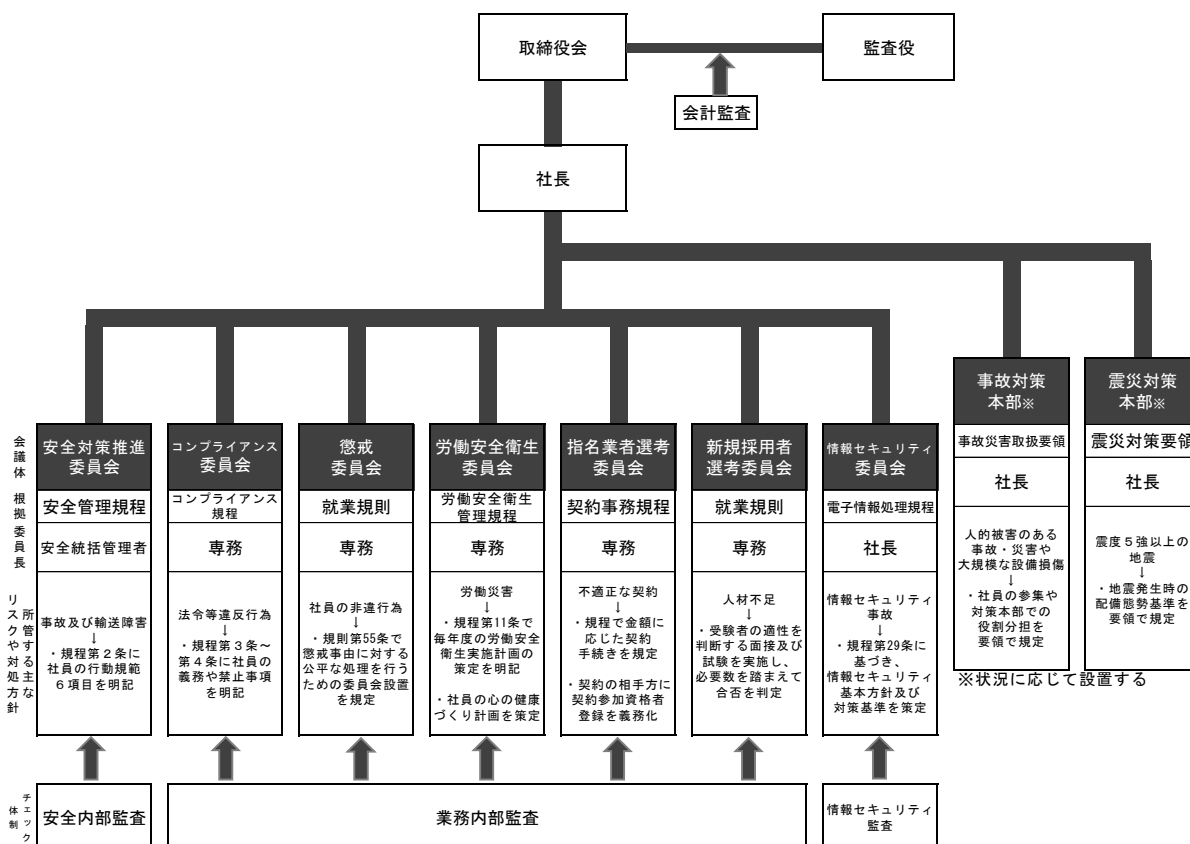 取締役会
監査役
会計監査
社長
事故対策
本部※
事故災害取扱要領
社長
人的被害のある
事故・災害や
大規模な設備損傷
↓
・社員の参集や
対策本部での
役割分担を
要領で規定
震災対策
本部※
震災対策要領
社長
震度５強以上の
地震
↓
・地震発生時の
配備態勢基準を
要領で規定
※状況に応じて設置する
会議体
根拠
委員長
所管する主な
リスクや対処方針
安全対策推進
委員会
安全管理規程
安全統括管理者
事故及び輸送障害
↓
・規程第２条に
社員の行動規範
６項目を明記
コンプライアンス
委員会
コンプライアンス
規程
専務
法令等違反行為
↓
・規程第３条～
第４条に社員の
義務や禁止事項
を明記
懲戒
委員会
就業規則
専務
社員の非違行為
↓
・規則第55条で
懲戒事由に対する
公平な処理を行う
ための委員会設置
を規定
労働安全衛生
委員会
労働安全衛生
管理規程
専務
労働災害
↓
・規程第11条で
毎年度の労働安全
衛生実施計画の
策定を明記
・社員の心の健康
づくり計画を策定
指名業者選考
委員会
契約事務規程
専務
不適正な契約
↓
・規程で金額に
応じた契約
手続きを規定
・契約の相手方に
契約参加資格者
登録を義務化
新規採用者
選考委員会
就業規則
専務
人材不足
↓
・受験者の適性を
判断する面接及び
試験を実施し、
必要数を踏まえて
合否を判定
情報セキュリティ
委員会
電子情報処理規程
社長
情報セキュリティ
事故
↓
・規程第29条に
基づき、
情報セキュリティ
基本方針及び
対策基準を策定
チェック
体制
安全内部監査
業務内部監査
情報セキュリティ
監査